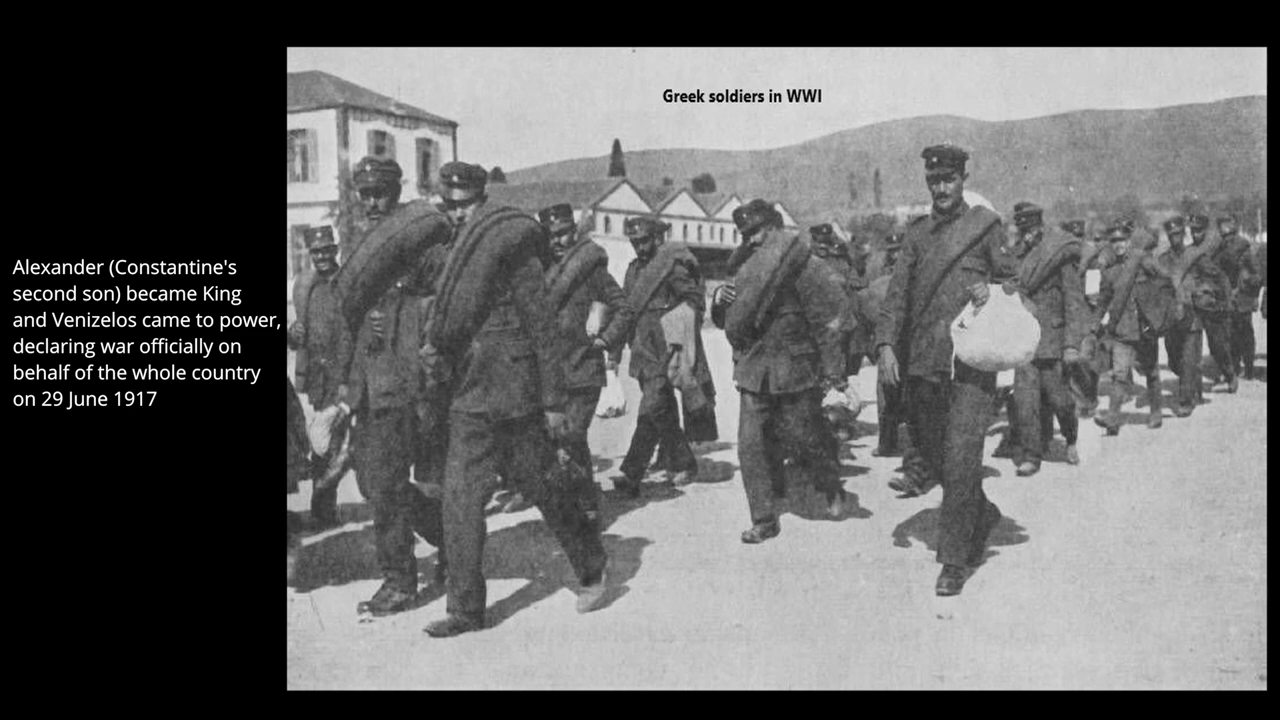 Greek soldiers in WWI
Alexander (Constantine's
second son) became King
and Venizelos came to power,
declaring war officially on
behalf of the whole country
on 29 June 1917